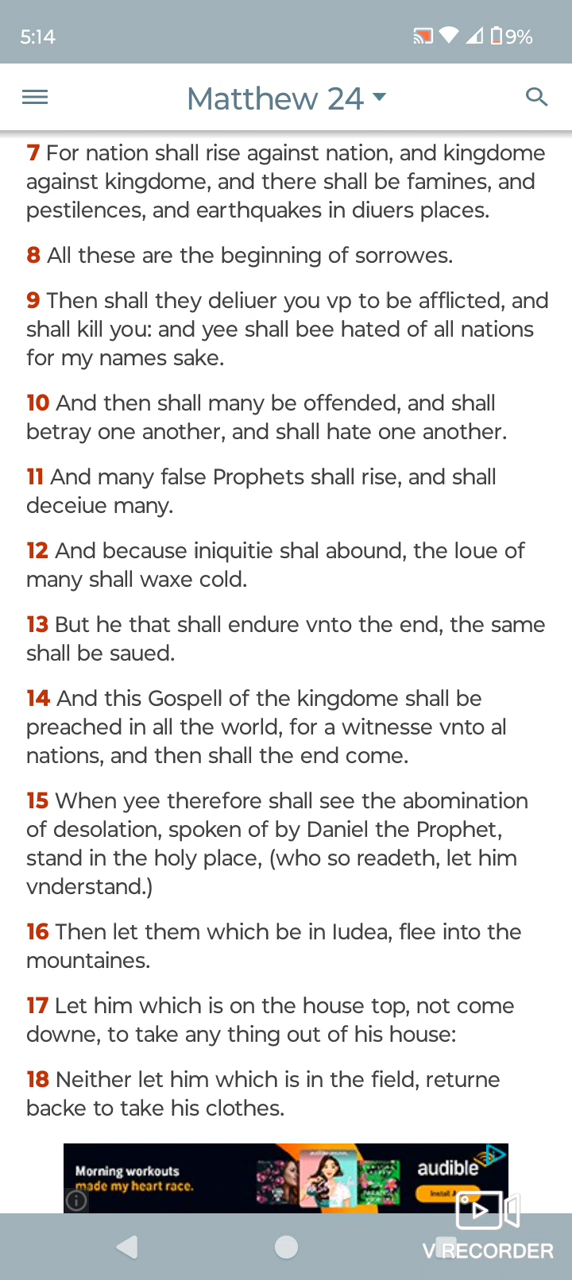 5:14
9%
Matthew 24
7 For nation shall rise against nation, and kingdome
against kingdome, and there shall be famines, and
pestilences, and earthquakes in diuers places.
8 All these are the beginning of sorrowes.
9 Then shall they deliuer you vp to be afflicted, and
shall kill you: and yee shall bee hated of all nations
for my names sake.
10 And then shall many be offended, and shall
betray one another, and shall hate one another.
11 And many false Prophets shall rise, and shall
deceiue many.
12 And because iniquitie shal abound, the loue of
many shall waxe cold.
13 But he that shall endure vnto the end, the same
shall be saued.
14 And this Gospell of the kingdome shall be
preached in all the world, for a witnesse vnto al
nations, and then shall the end come.
15 When yee therefore shall see the abomination
of desolation, spoken of by Daniel the Prophet,
stand in the holy place, (who so readeth, let him
vnderstand.)
16 Then let them which be in Iudea, flee into the
mountaines.
17 Let him which is on the house top, not come
downe, to take any thing out of his house:
18 Neither let him which is in the field, returne
backe to take his clothes.
Morning workouts
made my heart race.
audible
Install
V RECORDER